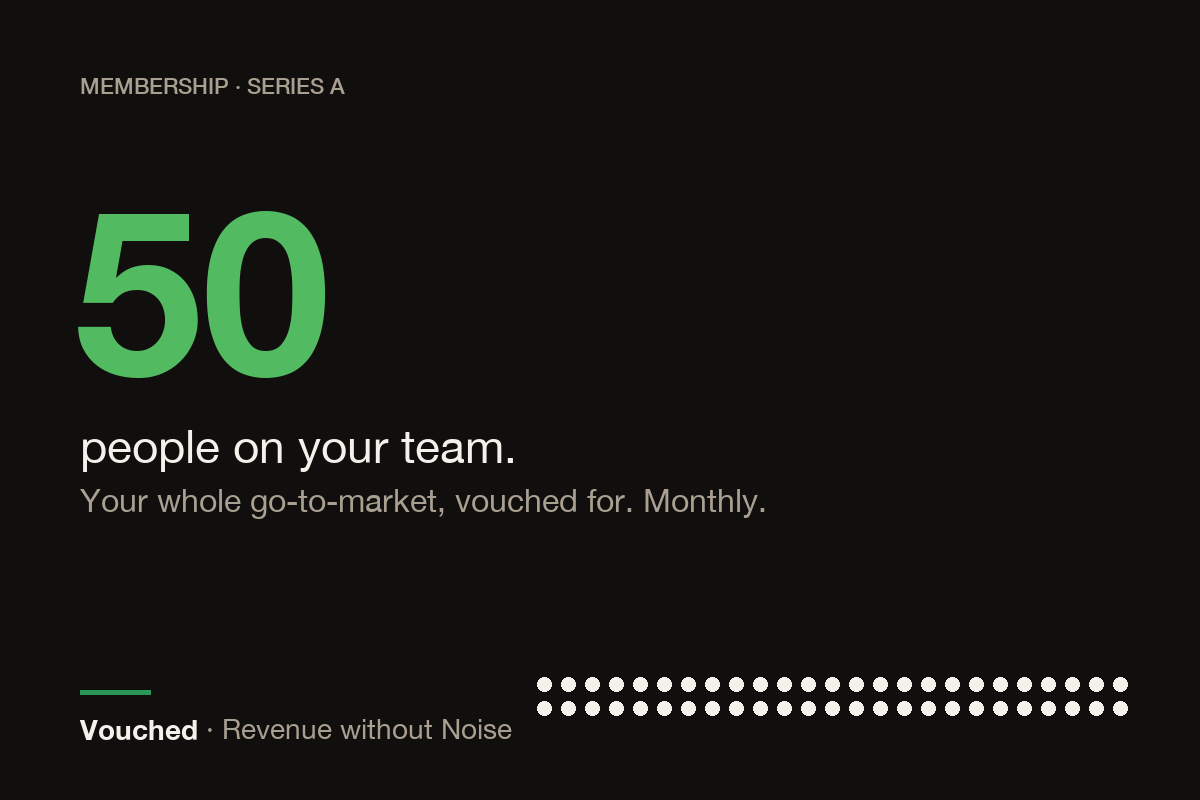 MEMBERSHIP · SERIES A
50
people on your team.
Your whole go-to-market, vouched for. Monthly.
Vouched · Revenue without Noise